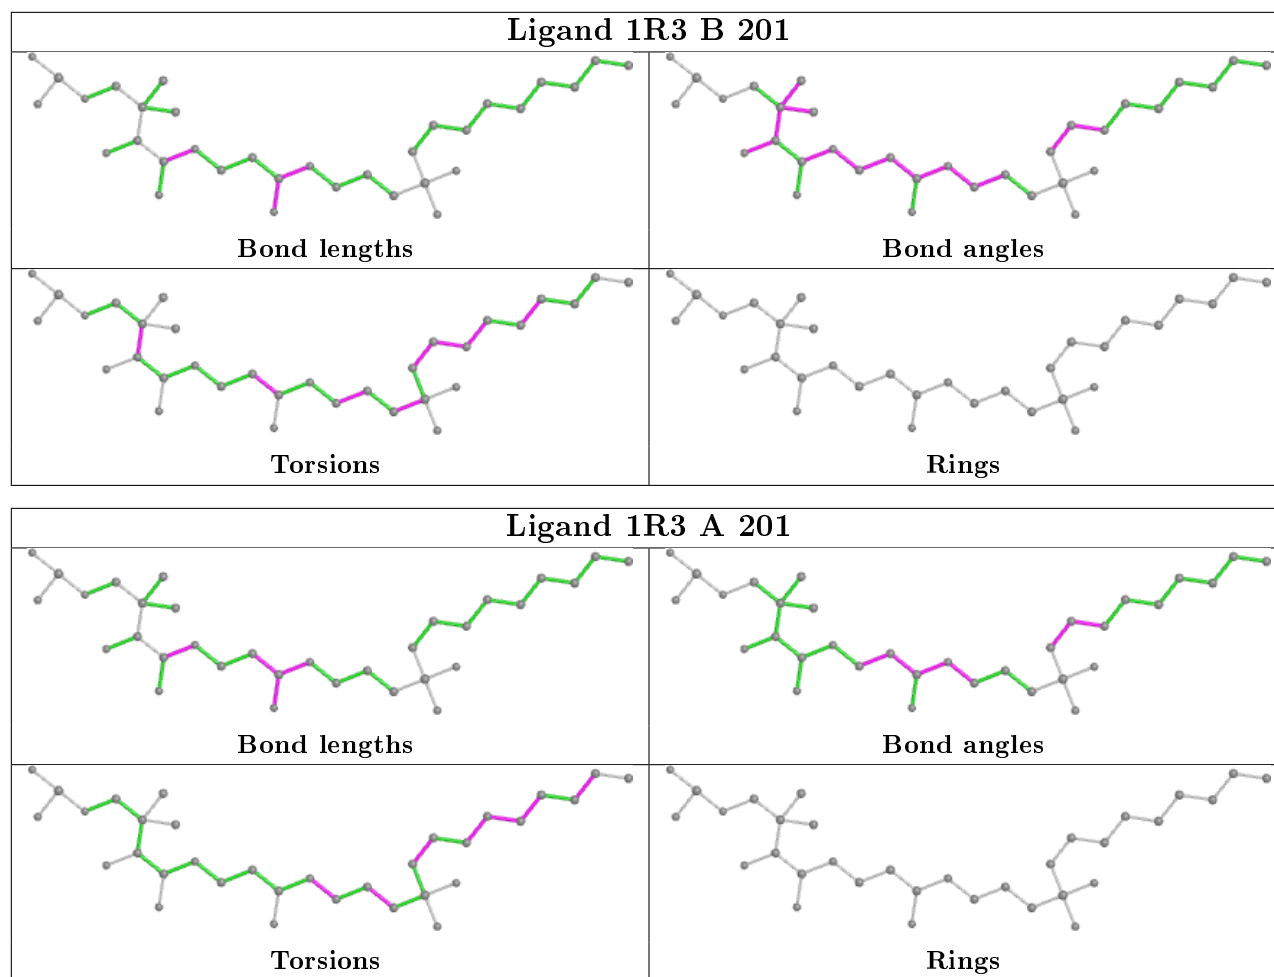 Ligand 1R3 B 201
Bond lengths
Bond angles
Torsions
Rings
Ligand 1R3 A 201
Bond lengths
Bond angles
Torsions
Rings